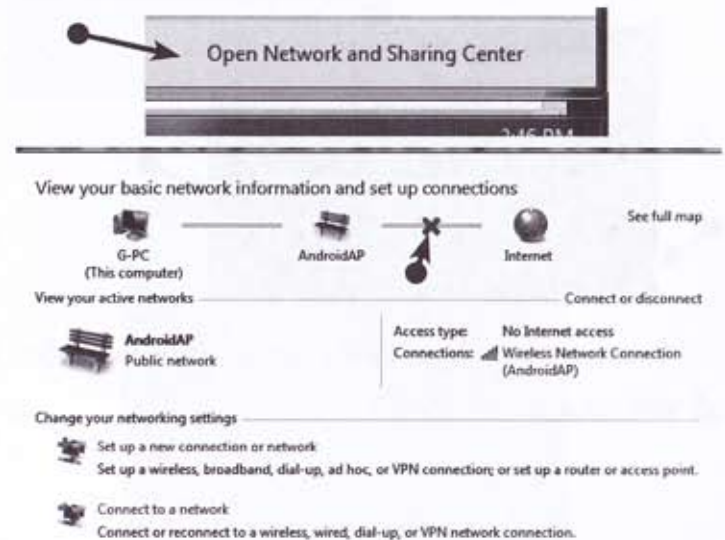 Open Network and Sharing Center
2:46 PM
View your basic network information and set up connections
See full map
G-PC
(This computer)
AndroidAP
Internet
View your active networks
Connect or disconnect
AndroidAP
Public network
Access type: No Internet access
Connections: Wireless Network Connection
(AndroidAP)
Change your networking settings
Set up a new connection or network
Set up a wireless, broadband, dial-up, ad hoc, or VPN connection; or set up a router or access point.
Connect to a network
Connect or reconnect to a wireless, wired, dial-up, or VPN network connection.